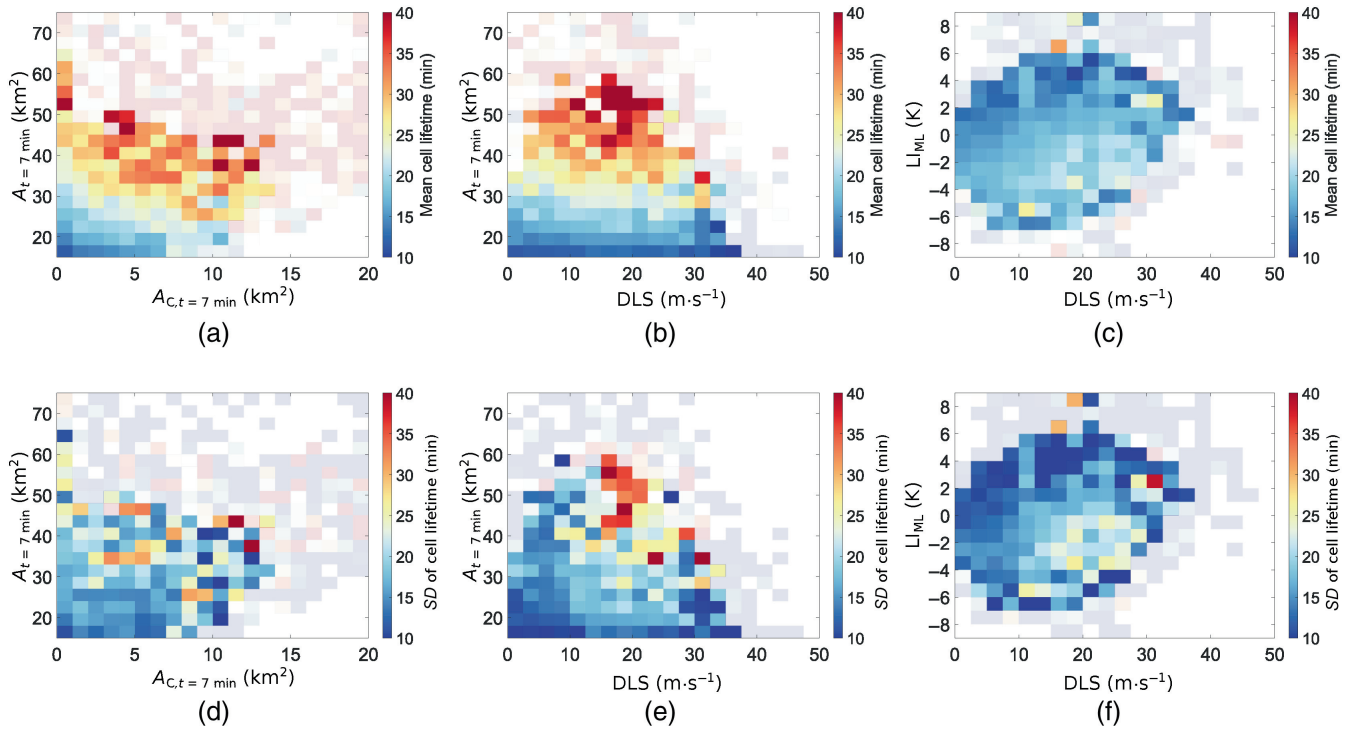 70
60
50
40
30
20
A_t = 7 min (km²)
0 5 10 15 20
A_C,t = 7 min (km²)
40
35
30
25
20
15
10
Mean cell lifetime (min)
(a)
70
60
50
40
30
20
A_t = 7 min (km²)
0 10 20 30 40 50
DLS (m·s⁻¹)
40
35
30
25
20
15
10
Mean cell lifetime (min)
(b)
8
6
4
2
0
−2
−4
−6
−8
LI_ML (K)
0 10 20 30 40 50
DLS (m·s⁻¹)
40
35
30
25
20
15
10
Mean cell lifetime (min)
(c)
70
60
50
40
30
20
A_t = 7 min (km²)
0 5 10 15 20
A_C,t = 7 min (km²)
40
35
30
25
20
15
10
SD of cell lifetime (min)
(d)
70
60
50
40
30
20
A_t = 7 min (km²)
0 10 20 30 40 50
DLS (m·s⁻¹)
40
35
30
25
20
15
10
SD of cell lifetime (min)
(e)
8
6
4
2
0
−2
−4
−6
−8
LI_ML (K)
0 10 20 30 40 50
DLS (m·s⁻¹)
40
35
30
25
20
15
10
SD of cell lifetime (min)
(f)